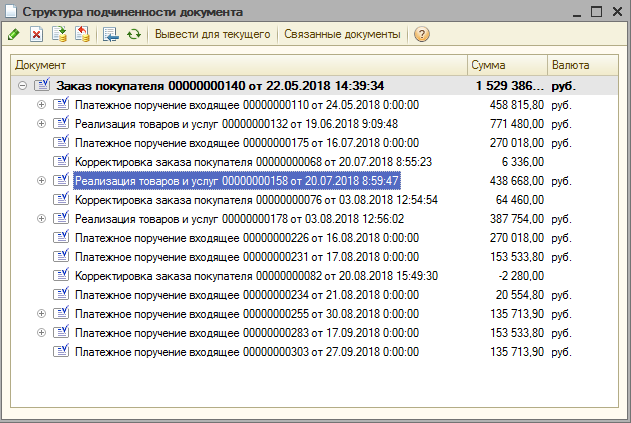 Структура подчиненности документа
Вывести для текущего Связанные документы ?
Документ Сумма Валюта
Заказ покупателя 00000000140 от 22.05.2018 14:39:34 1 529 386... руб.
Платежное поручение входящее 00000000110 от 24.05.2018 0:00:00 458 815,80 руб.
Реализация товаров и услуг 00000000132 от 19.06.2018 9:09:48 771 480,00 руб.
Платежное поручение входящее 00000000175 от 16.07.2018 0:00:00 270 018,00 руб.
Корректировка заказа покупателя 00000000068 от 20.07.2018 8:55:23 6 336,00
Реализация товаров и услуг 00000000158 от 20.07.2018 8:59:47 438 668,00 руб.
Корректировка заказа покупателя 00000000076 от 03.08.2018 12:54:54 64 460,00
Реализация товаров и услуг 00000000178 от 03.08.2018 12:56:02 387 754,00 руб.
Платежное поручение входящее 00000000226 от 16.08.2018 0:00:00 270 018,00 руб.
Платежное поручение входящее 00000000231 от 17.08.2018 0:00:00 153 533,80 руб.
Корректировка заказа покупателя 00000000082 от 20.08.2018 15:49:30 -2 280,00
Платежное поручение входящее 00000000234 от 21.08.2018 0:00:00 20 554,80 руб.
Платежное поручение входящее 00000000255 от 30.08.2018 0:00:00 135 713,90 руб.
Платежное поручение входящее 00000000283 от 17.09.2018 0:00:00 153 533,80 руб.
Платежное поручение входящее 00000000303 от 27.09.2018 0:00:00 135 713,90 руб.